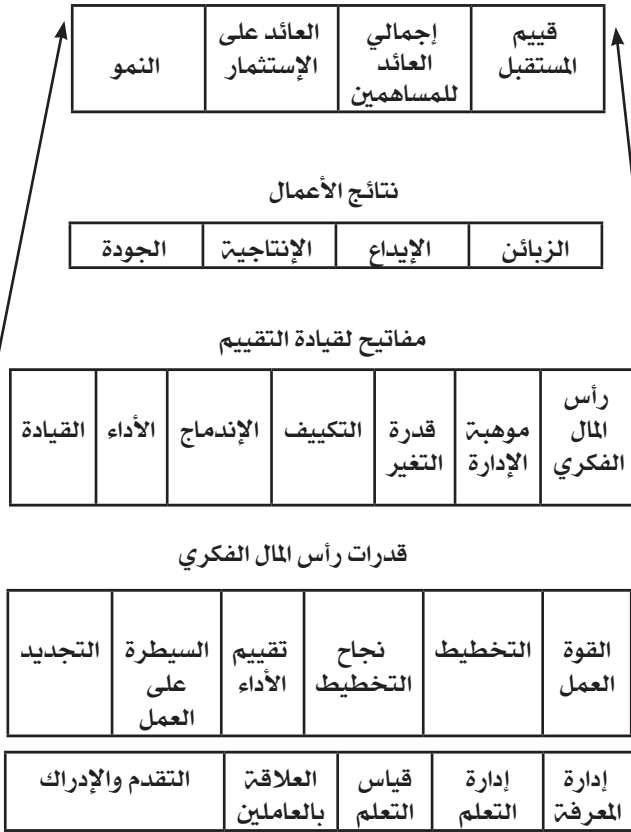 قييم
المستقبل
إجمالي
العائد
للمساهمين
العائد على
الإستثمار
النمو
نتائج الأعمال
الزبائن
الإيداع
الإنتاجية
الجودة
مفاتيح لقيادة التقييم
رأس
المال
الفكري
موهبة
الإدارة
قدرة
التغير
التكييف
الإندماج
الأداء
القيادة
قدرات رأس المال الفكري
القوة
العمل
التخطيط
نجاح
التخطيط
تقييم
الأداء
السيطرة
على
العمل
التجديد
إدارة
المعرفة
إدارة
التعلم
قياس
التعلم
العلاقة
بالعاملين
التقدم والإدراك